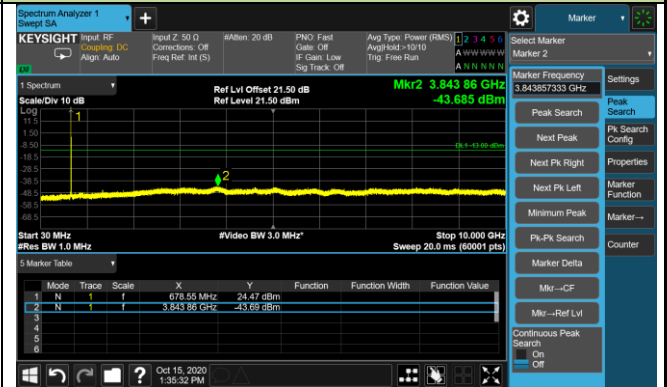 Spectrum Analyzer 1
Swept SA
+
Marker
KEYSIGHT
Input: RF
Coupling: DC
Align: Auto
Input Z: 50 Ω
Corrections: Off
Freq Ref: Int (S)
#Atten: 20 dB
PNO: Fast
Gate: Off
IF Gain: Low
Sig Track: Off
Avg Type: Power (RMS)
Avg|Hold:>10/10
Trig: Free Run
1 2 3 4 5 6
A W W W W W
A N N N N N
Select Marker
Marker 2
1 Spectrum
Scale/Div 10 dB
Ref Lvl Offset 21.50 dB
Ref Level 21.50 dBm
Mkr2 3.843 86 GHz
-43.685 dBm
Log
11.5
1.50
-8.50
-18.5
-28.5
-38.5
-48.5
-58.5
-68.5
1
2
DL1 -13.00 dBm
Start 30 MHz
#Res BW 1.0 MHz
#Video BW 3.0 MHz*
Stop 10.000 GHz
Sweep 20.0 ms (60001 pts)
5 Marker Table
Mode Trace Scale X Y Function Function Width Function Value
1 N 1 f 678.55 MHz 24.47 dBm
2 N 1 f 3.843 86 GHz -43.69 dBm
3
4
5
6
Marker Frequency
3.843857333 GHz
Peak Search
Next Peak
Next Pk Right
Next Pk Left
Minimum Peak
Pk-Pk Search
Marker Delta
Mkr→CF
Mkr→Ref Lvl
Continuous Peak
Search
On
Off
Settings
Peak
Search
Pk Search
Config
Properties
Marker
Function
Marker→
Counter
?
Oct 15, 2020
1:35:32 PM